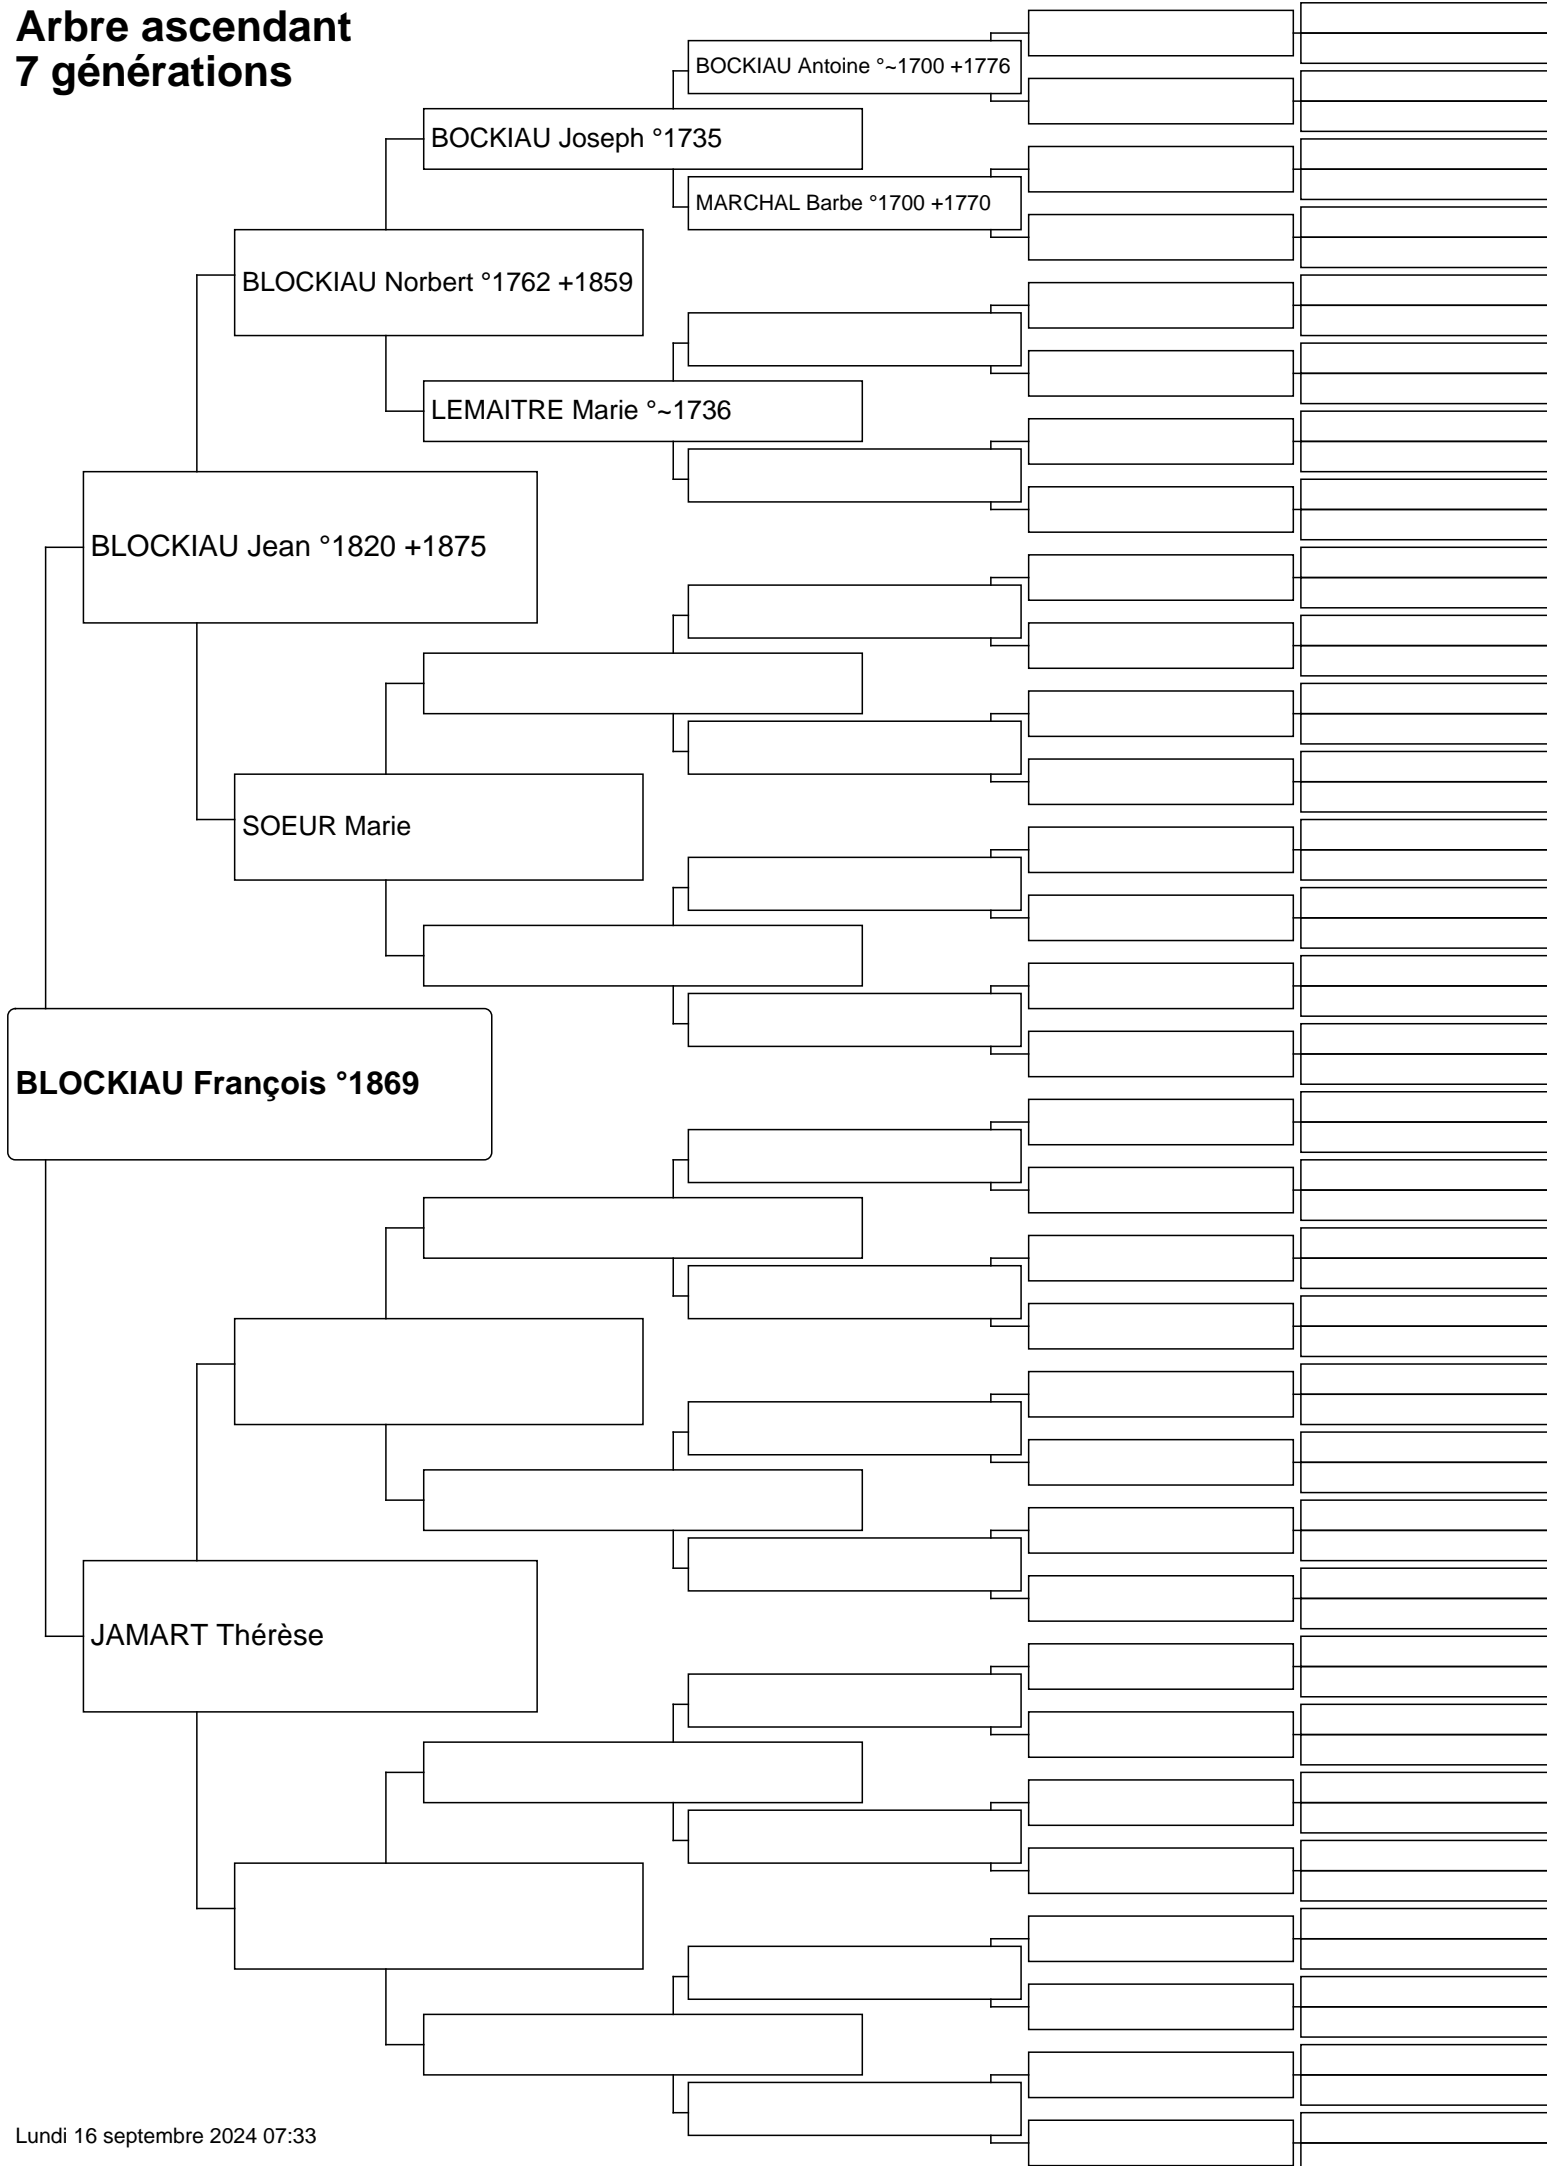 Arbre ascendant
7 générations
BOCKIAU Antoine °~1700 +1776
BOCKIAU Joseph °1735
MARCHAL Barbe °1700 +1770
BLOCKIAU Norbert °1762 +1859
LEMAITRE Marie °~1736
BLOCKIAU Jean °1820 +1875
SOEUR Marie
BLOCKIAU François °1869
JAMART Thérèse
Lundi 16 septembre 2024 07:33